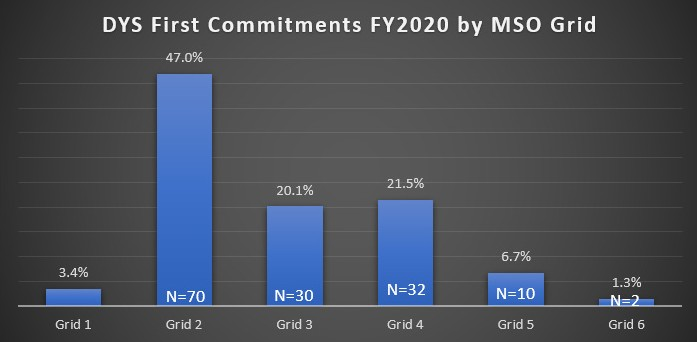 DYS First Commitments FY2020 by MSO Grid
47.0%
21.5%
20.1%
6.7%
3.4%
1.3%
N=70
N=30
N=32
N=10
N=2
Grid 1
Grid 2
Grid 3
Grid 4
Grid 5
Grid 6